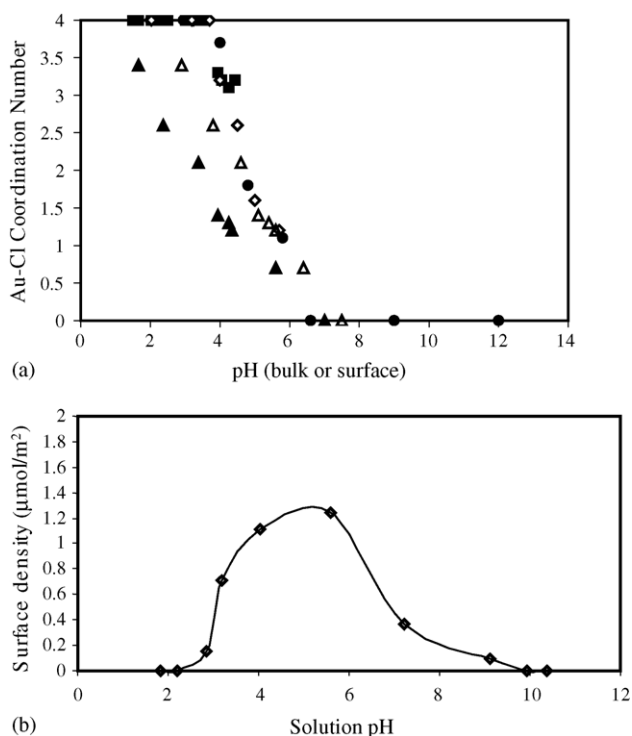 4
3.5
3
2.5
2
1.5
1
0.5
0
Au-Cl Coordination Number
0 2 4 6 8 10 12 14
(a)
pH (bulk or surface)
2
1.8
1.6
1.4
1.2
1
0.8
0.6
0.4
0.2
0
Surface density (µmol/m²)
0 2 4 6 8 10 12
(b)
Solution pH